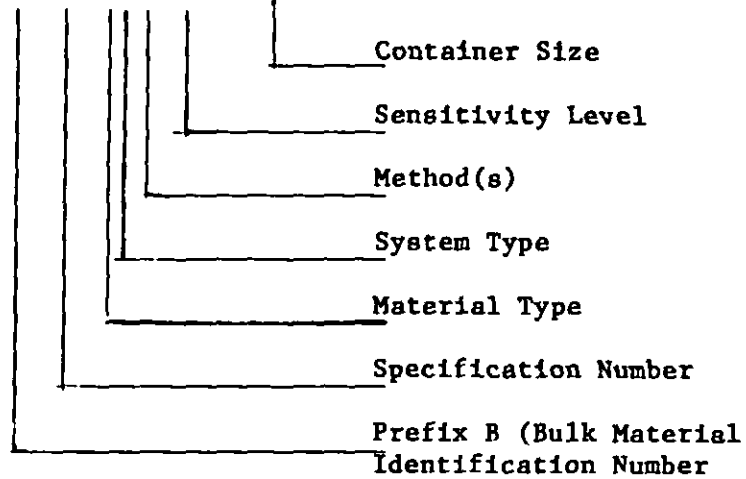 Container Size
Sensitivity Level
Method(s)
System Type
Material Type
Specification Number
Prefix B (Bulk Material
Identification Number